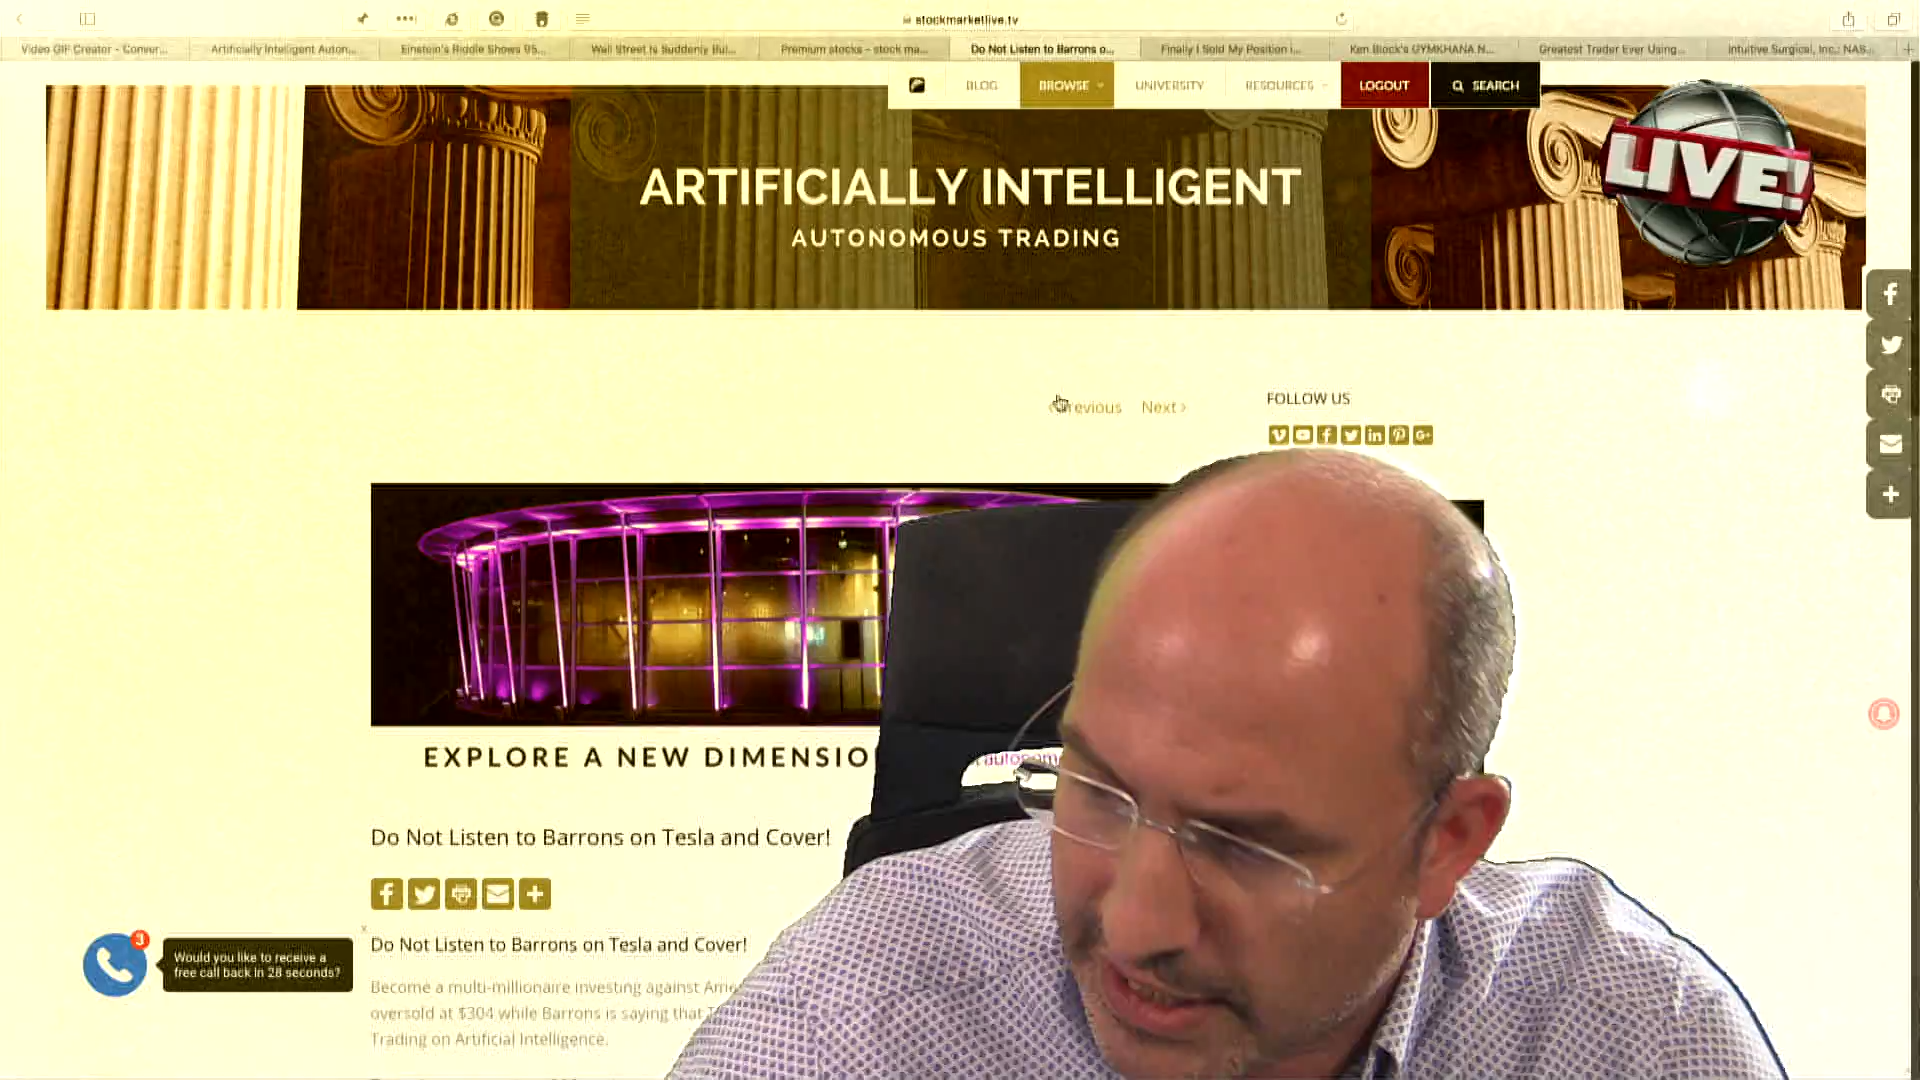 stockmarketlive.tv
Video GIF Creator - Conver...
Artificially Intelligent Auton...
Einstein's Riddle Shows 95...
Wall Street Is Suddenly Bul...
Premium stocks – stock ma...
Do Not Listen to Barrons o...
Finally I Sold My Position i...
Ken Block's GYMKHANA N...
Greatest Trader Ever Using...
Intuitive Surgical, Inc.: NAS...
BLOG
BROWSE
UNIVERSITY
RESOURCES
LOGOUT
SEARCH
ARTIFICIALLY INTELLIGENT
AUTONOMOUS TRADING
LIVE!
Next ›
FOLLOW US
EXPLORE A NEW
Do Not Listen to Barrons on Tesla and Cover!
3
Would you like to receive a
free call back in 28 seconds?
x
Do Not Listen to Barrons on Tesla and Cover!
Become a multi-millionaire investing against
oversold at $304 while Barrons is saying that
Trading on Artificial Intelligence.